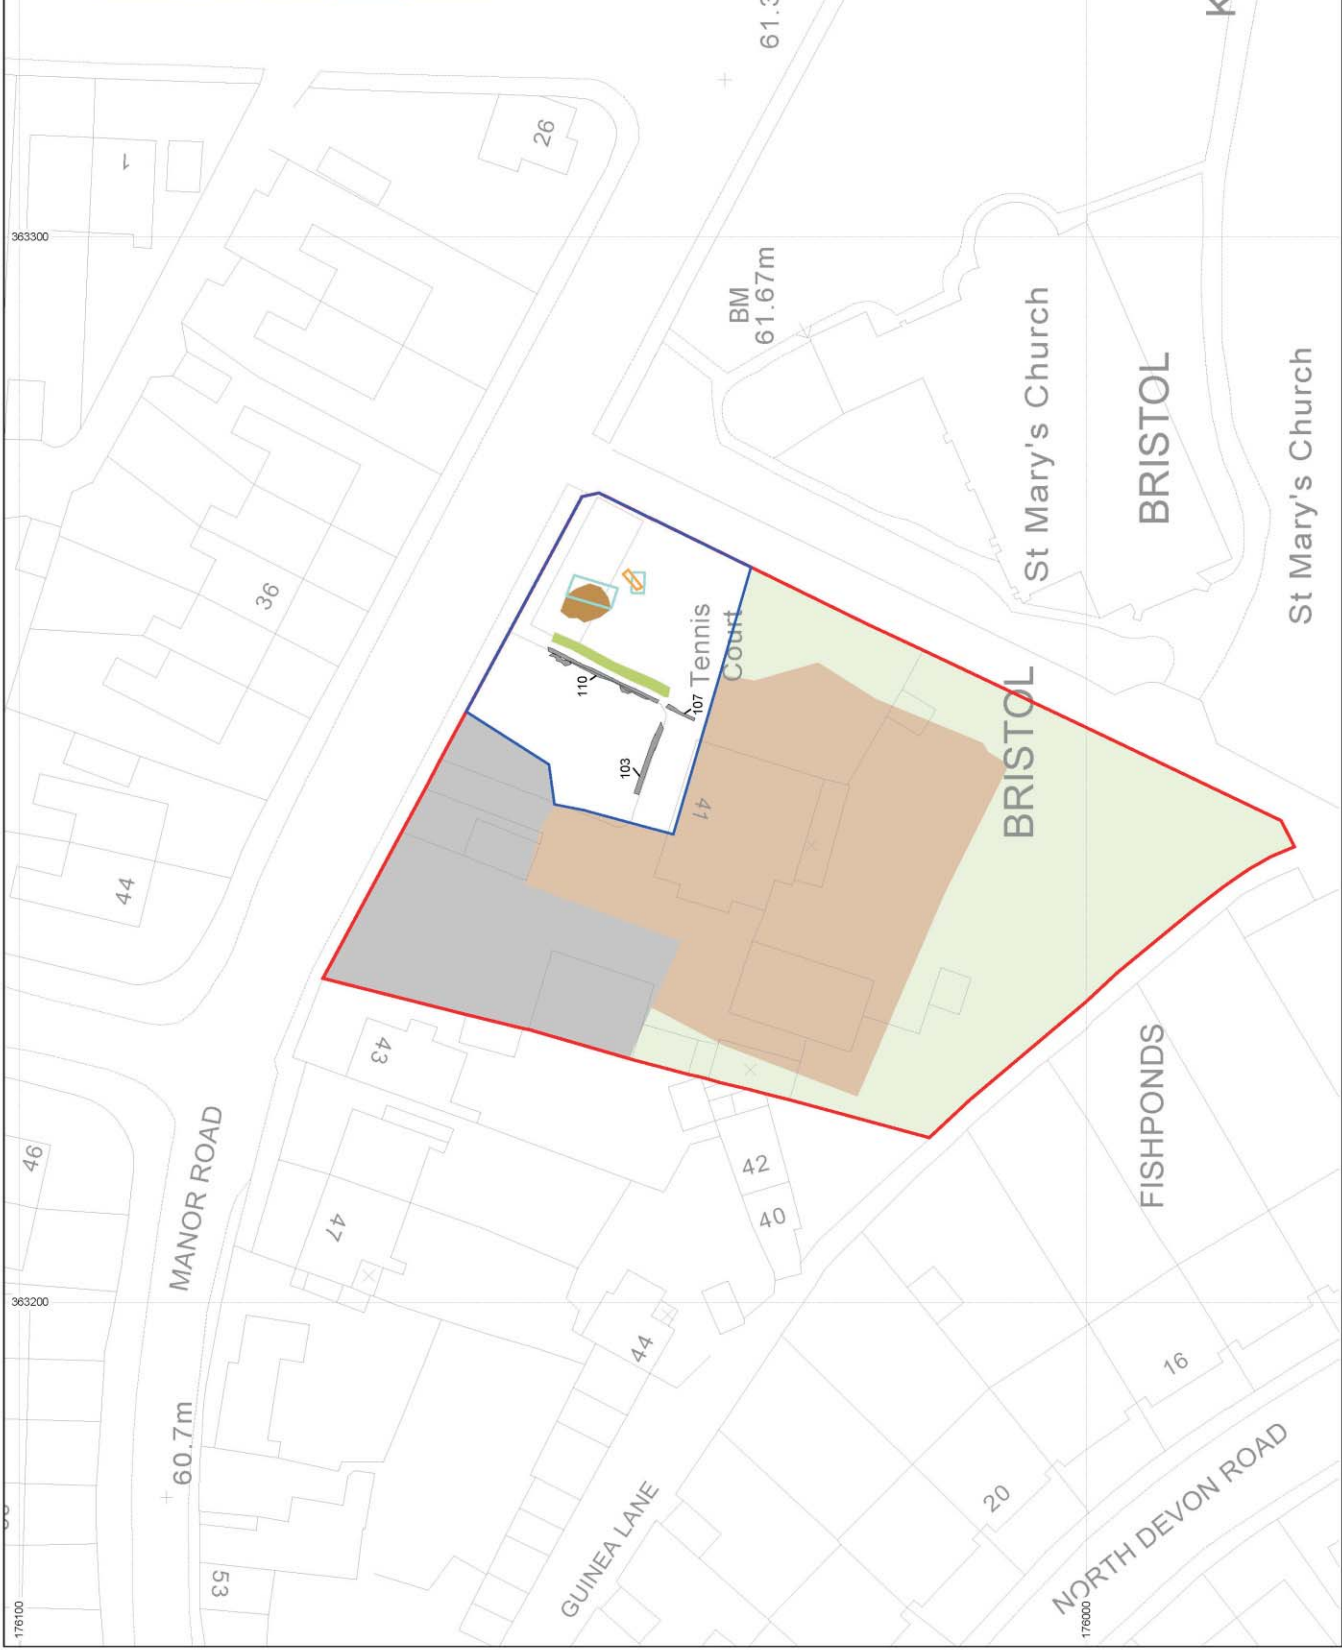 1
26
363300
BM
61.67m
St Mary's Church
BRISTOL
St Mary's Church
36
Tennis
Court
110
107
103
41
BRISTOL
44
43
46
MANOR ROAD
47
42
40
FISHPONDS
363200
44
16
60.7m
20
GUINEA LANE
NORTH DEVON ROAD
53
176100
176000